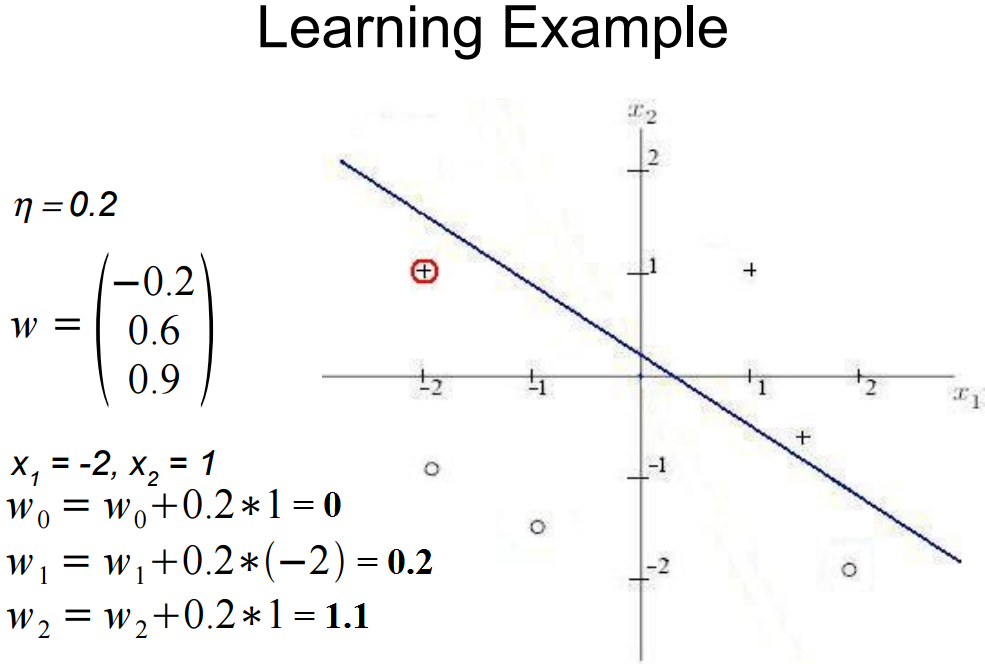 Learning Example
η = 0.2
w = (−0.2
0.6
0.9)
x₁ = -2, x₂ = 1
w₀ = w₀+0.2∗1 = 0
w₁ = w₁+0.2∗(−2) = 0.2
w₂ = w₂+0.2∗1 = 1.1
x₂
2
1
-2 -1 1 2
x₁
-1
-2